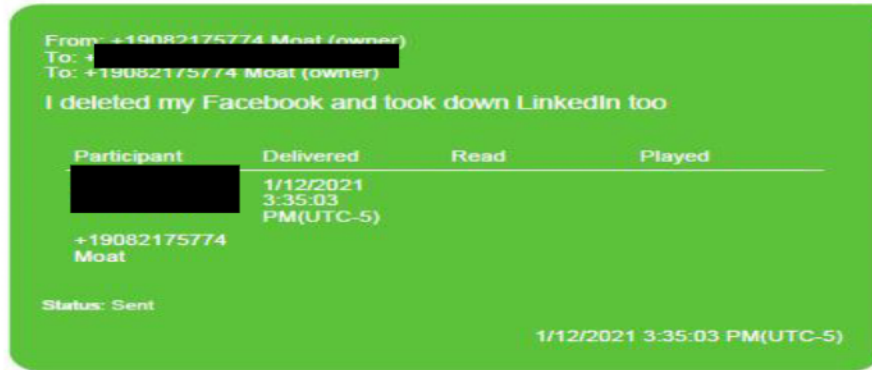 From: +19082175774 Moat (owner)
To: +
To: +19082175774 Moat (owner)
I deleted my Facebook and took down LinkedIn too
Participant Delivered Read Played
1/12/2021
3:35:03
PM(UTC-5)
+19082175774
Moat
Status: Sent
1/12/2021 3:35:03 PM(UTC-5)